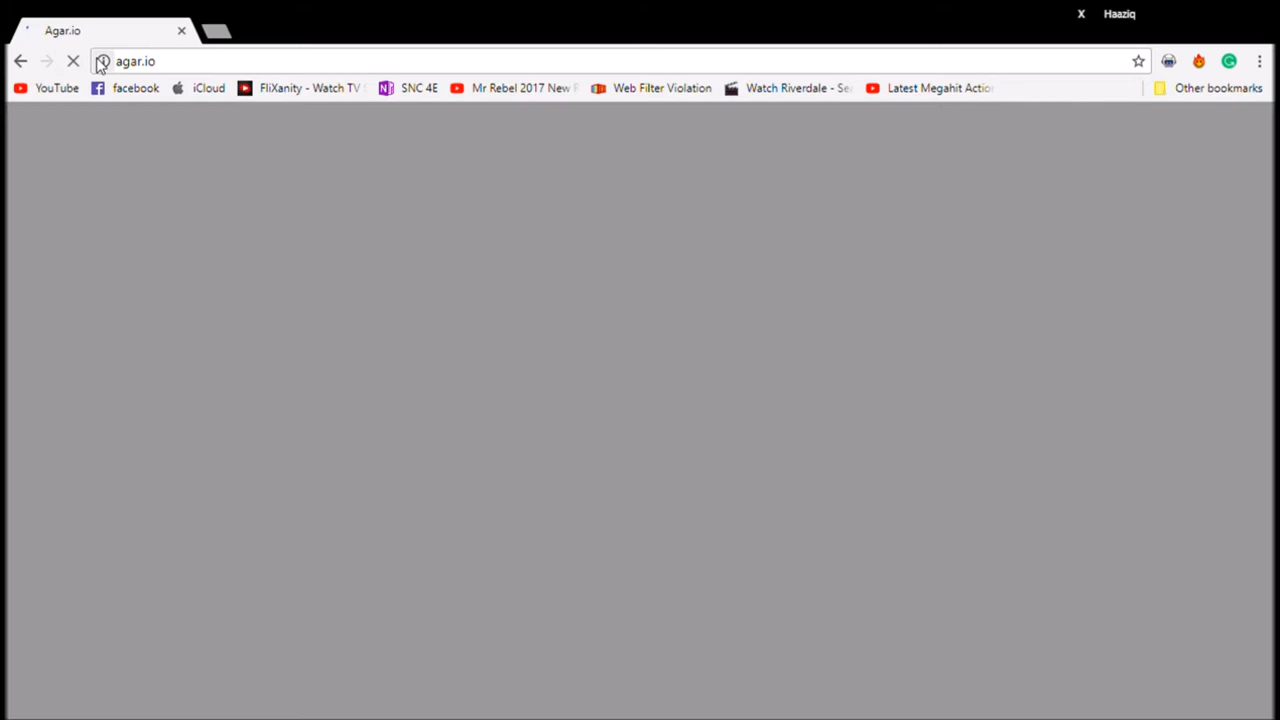 X Haaziq
Agar.io
agar.io
YouTube facebook iCloud FliXanity - Watch TV SNC 4E Mr Rebel 2017 New Web Filter Violation Watch Riverdale - Se Latest Megahit Action Other bookmarks